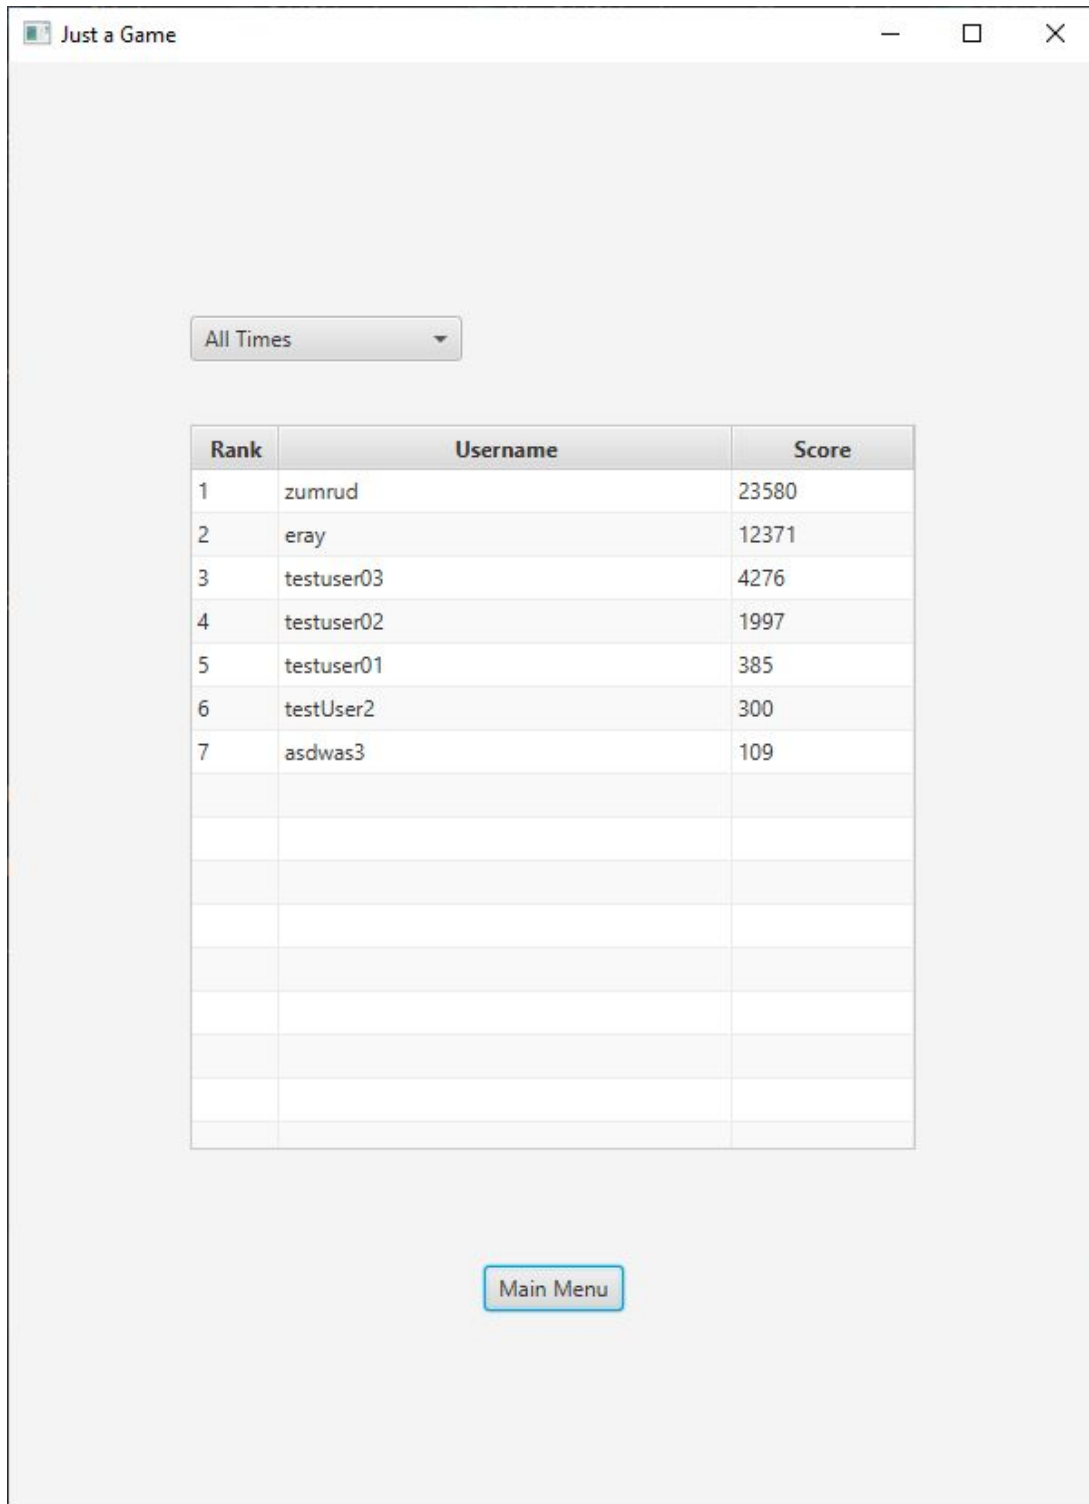 Just a Game
All Times
Rank Username Score
1 zumrud 23580
2 eray 12371
3 testuser03 4276
4 testuser02 1997
5 testuser01 385
6 testUser2 300
7 asdwas3 109
Main Menu